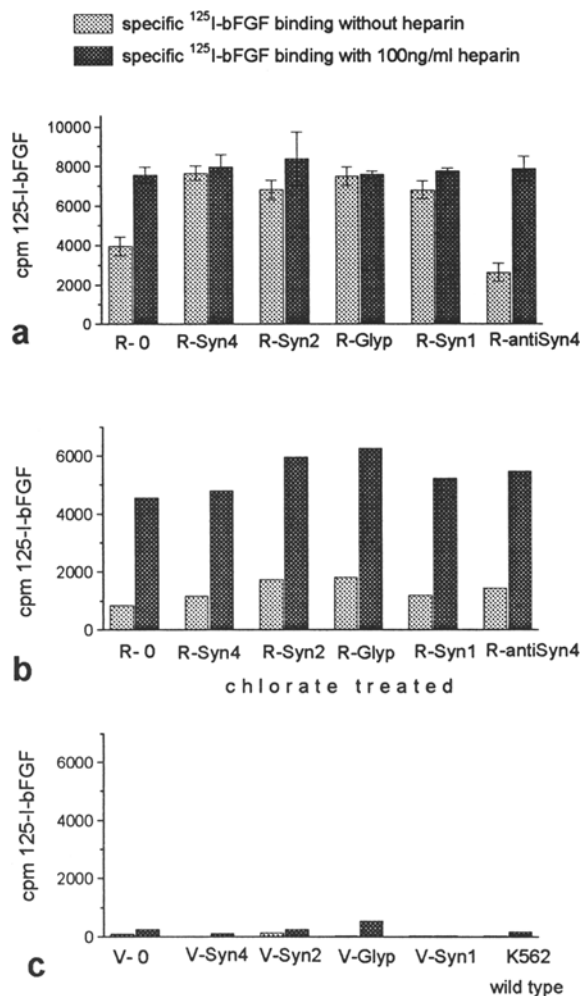 specific ¹²⁵I-bFGF binding without heparin
specific ¹²⁵I-bFGF binding with 100ng/ml heparin
cpm 125-I-bFGF
10000
8000
6000
4000
2000
0
a
R- 0 R-Syn4 R-Syn2 R-Glyp R-Syn1 R-antiSyn4
cpm 125-I-bFGF
6000
4000
2000
0
b
R- 0 R-Syn4 R-Syn2 R-Glyp R-Syn1 R-antiSyn4
chlorate treated
cpm 125-I-bFGF
6000
4000
2000
0
c
V- 0 V-Syn4 V-Syn2 V-Glyp V-Syn1 K562
wild type